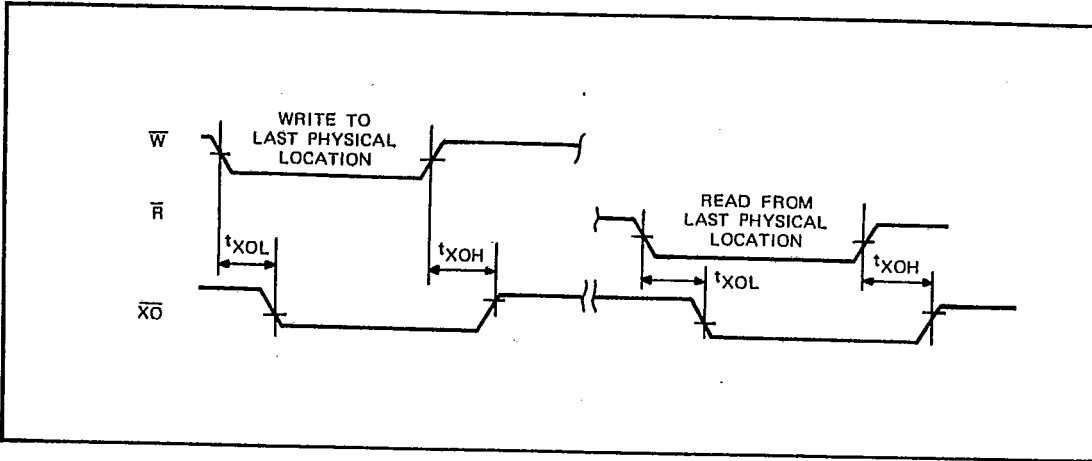 W̅
WRITE TO
LAST PHYSICAL
LOCATION
R̅
READ FROM
LAST PHYSICAL
LOCATION
tXOL
tXOH
tXOL
tXOH
X̅O̅